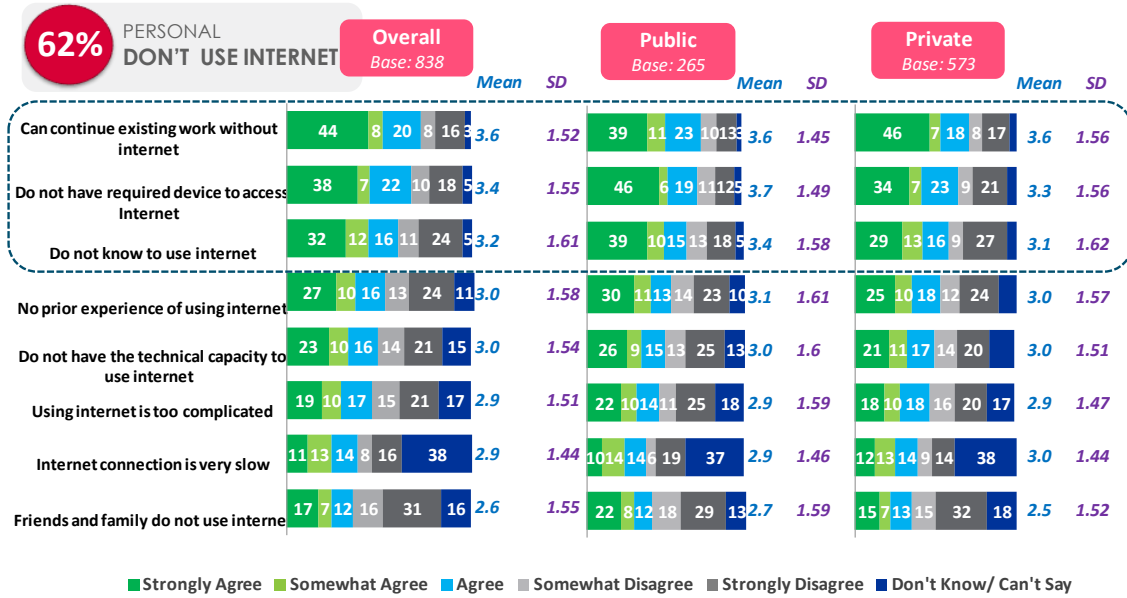 62%
PERSONAL
DON'T USE INTERNET
Overall
Base: 838
Public
Base: 265
Private
Base: 573
Mean SD Mean SD Mean SD
Can continue existing work without
internet
44 8 20 8 16 3 3.6 1.52 39 11 23 10 13 3 3.6 1.45 46 7 18 8 17 3.6 1.56
Do not have required device to access
Internet
38 7 22 10 18 5 3.4 1.55 46 6 19 11 12 5 3.7 1.49 34 7 23 9 21 3.3 1.56
Do not know to use internet
32 12 16 11 24 5 3.2 1.61 39 10 15 13 18 5 3.4 1.58 29 13 16 9 27 3.1 1.62
No prior experience of using internet
27 10 16 13 24 11 3.0 1.58 30 11 13 14 23 10 3.1 1.61 25 10 18 12 24 3.0 1.57
Do not have the technical capacity to
use internet
23 10 16 14 21 15 3.0 1.54 26 9 15 13 25 13 3.0 1.6 21 11 17 14 20 3.0 1.51
Using internet is too complicated
19 10 17 15 21 17 2.9 1.51 22 10 14 11 25 18 2.9 1.59 18 10 18 16 20 17 2.9 1.47
Internet connection is very slow
11 13 14 8 16 38 2.9 1.44 10 14 14 6 19 37 2.9 1.46 12 13 14 9 14 38 3.0 1.44
Friends and family do not use interne
17 7 12 16 31 16 2.6 1.55 22 8 12 18 29 13 2.7 1.59 15 7 13 15 32 18 2.5 1.52
Strongly Agree Somewhat Agree Agree Somewhat Disagree Strongly Disagree Don't Know/ Can't Say